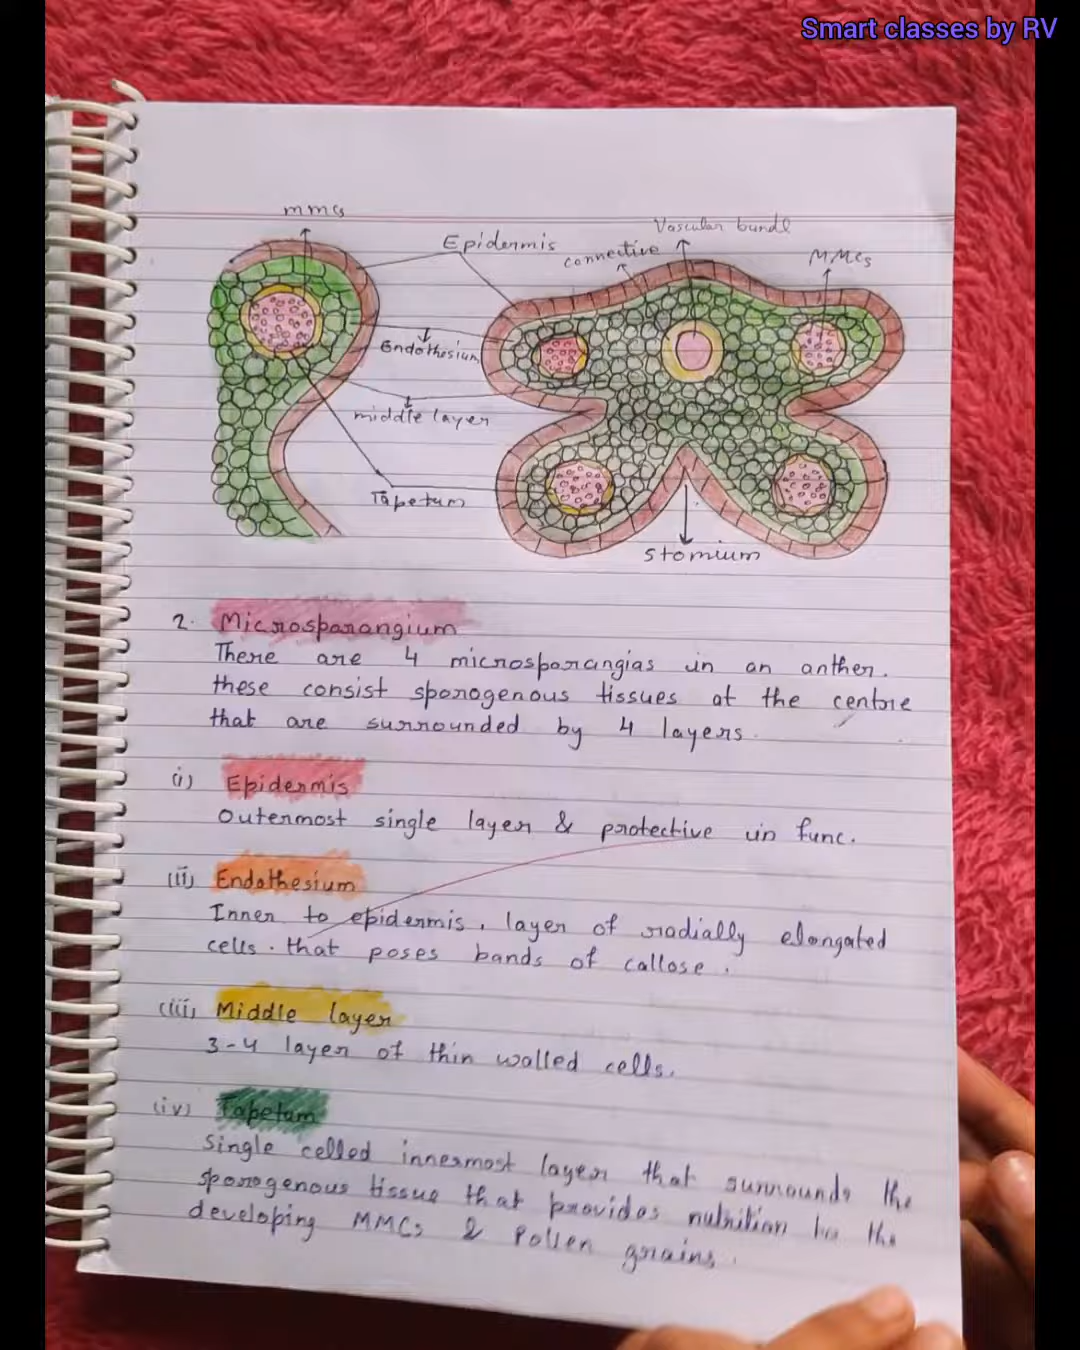 Smart classes by RV
MMCs
Epidermis
Vascular bundl
connective
MMCs
Endothesium
middle layer
Tapetum
Stomium
2. Microsporangium
There are 4 microsporangias in an anther.
these consist sporogenous tissues at the centre
that are surrounded by 4 layers.
(i) Epidermis
Outermost single layer & protective in func.
(ii) Endothesium
Inner to epidermis, layer of radially elongated
cells. that poses bands of callose.
(iii) Middle layer
3-4 layer of thin walled cells.
(iv) Tapetum
Single celled innermost layer that surrounds the
sporogenous tissue that provides nutrition to the
developing MMCs & Pollen grains.